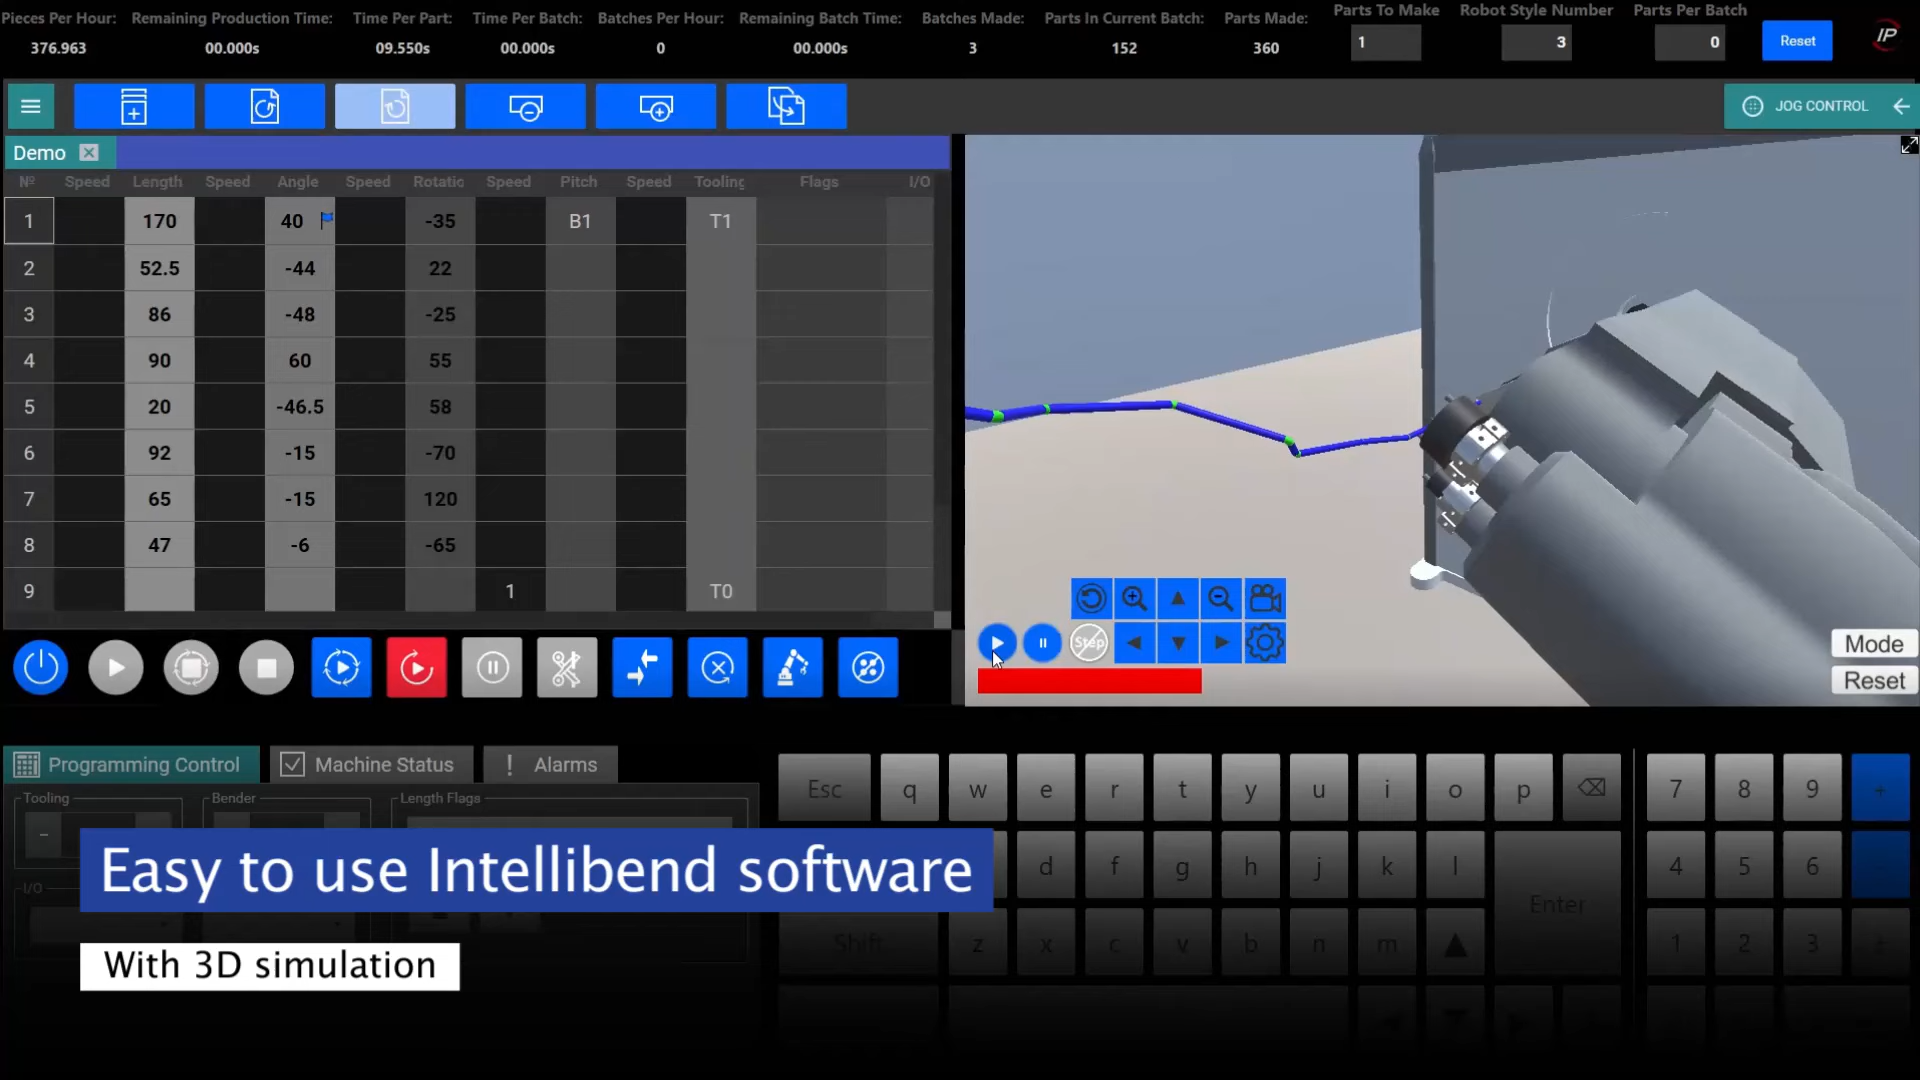 Pieces Per Hour: Remaining Production Time: Time Per Part: Time Per Batch: Batches Per Hour: Remaining Batch Time: Batches Made: Parts In Current Batch: Parts Made: Parts To Make Robot Style Number Parts Per Batch
376.963 00.000s 09.550s 00.000s 0 00.000s 3 152 360 1 3 0 Reset IP
JOG CONTROL
Demo
№ Speed Length Speed Angle Speed Rotatic Speed Pitch Speed Tooling Flags I/O
1 170 40 -35 B1 T1
2 52.5 -44 22
3 86 -48 -25
4 90 60 55
5 20 -46.5 58
6 92 -15 -70
7 65 -15 120
8 47 -6 -65
9 1 T0
Step
Mode
Reset
Programming Control Machine Status ! Alarms
Tooling Bender Length Flags
-
I/O
Easy to use Intellibend software
With 3D simulation
Esc q w e r t y u i o p 7 8 9 +
d f g h j k l 4 5 6
Enter
Shift z x c v b n m 1 2 3